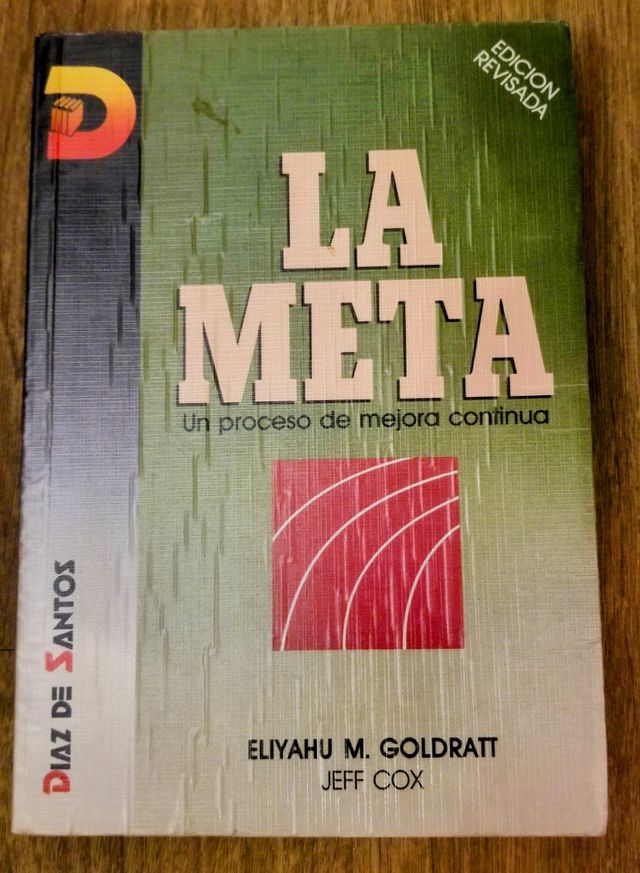 EDICION
REVISADA
LA
META
Un proceso de mejora continua
ELIYAHU M. GOLDRATT
JEFF COX
DIAZ DE SANTOS